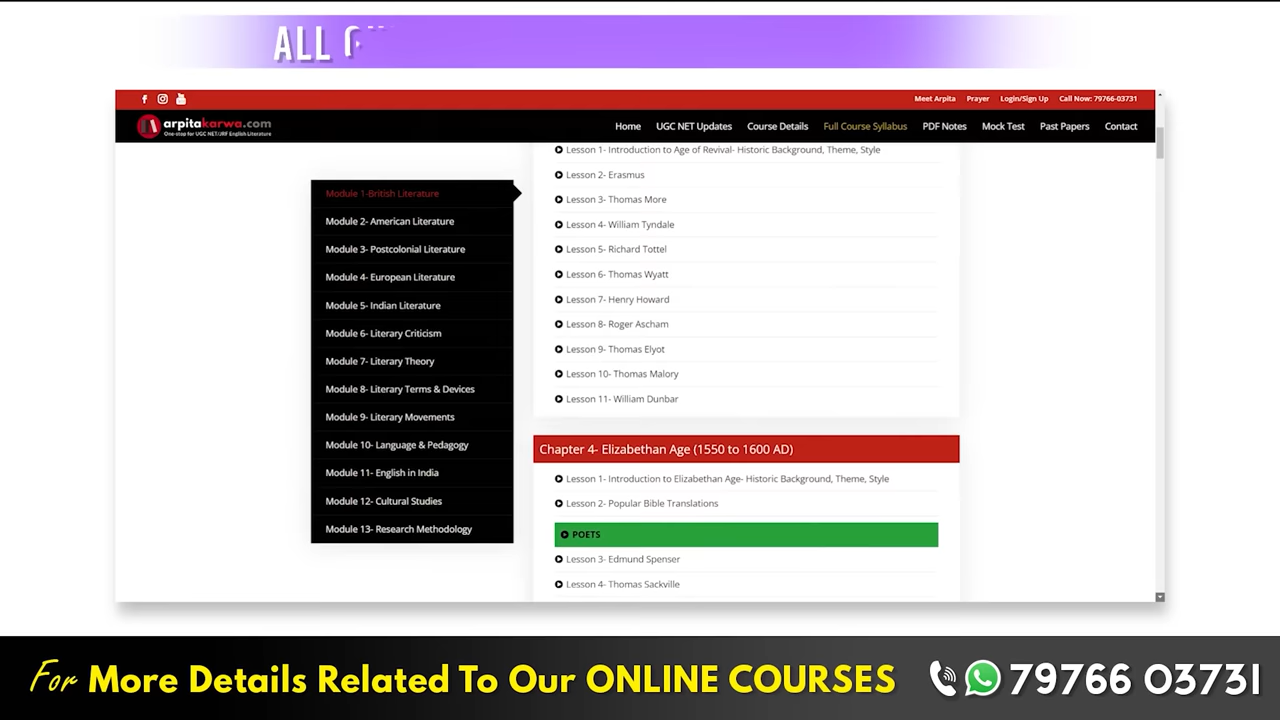 ALL
Meet Arpita Prayer Login/Sign Up Call Now: 79766-03731
arpitakarwa.com
One-stop for UGC NET/JRF English Literature
Home UGC NET Updates Course Details Full Course Syllabus PDF Notes Mock Test Past Papers Contact
Module 1-British Literature
Module 2- American Literature
Module 3- Postcolonial Literature
Module 4- European Literature
Module 5- Indian Literature
Module 6- Literary Criticism
Module 7- Literary Theory
Module 8- Literary Terms & Devices
Module 9- Literary Movements
Module 10- Language & Pedagogy
Module 11- English in India
Module 12- Cultural Studies
Module 13- Research Methodology
Lesson 1- Introduction to Age of Revival- Historic Background, Theme, Style
Lesson 2- Erasmus
Lesson 3- Thomas More
Lesson 4- William Tyndale
Lesson 5- Richard Tottel
Lesson 6- Thomas Wyatt
Lesson 7- Henry Howard
Lesson 8- Roger Ascham
Lesson 9- Thomas Elyot
Lesson 10- Thomas Malory
Lesson 11- William Dunbar
Chapter 4- Elizabethan Age (1550 to 1600 AD)
Lesson 1- Introduction to Elizabethan Age- Historic Background, Theme, Style
Lesson 2- Popular Bible Translations
POETS
Lesson 3- Edmund Spenser
Lesson 4- Thomas Sackville
For More Details Related To Our ONLINE COURSES 79766 03731